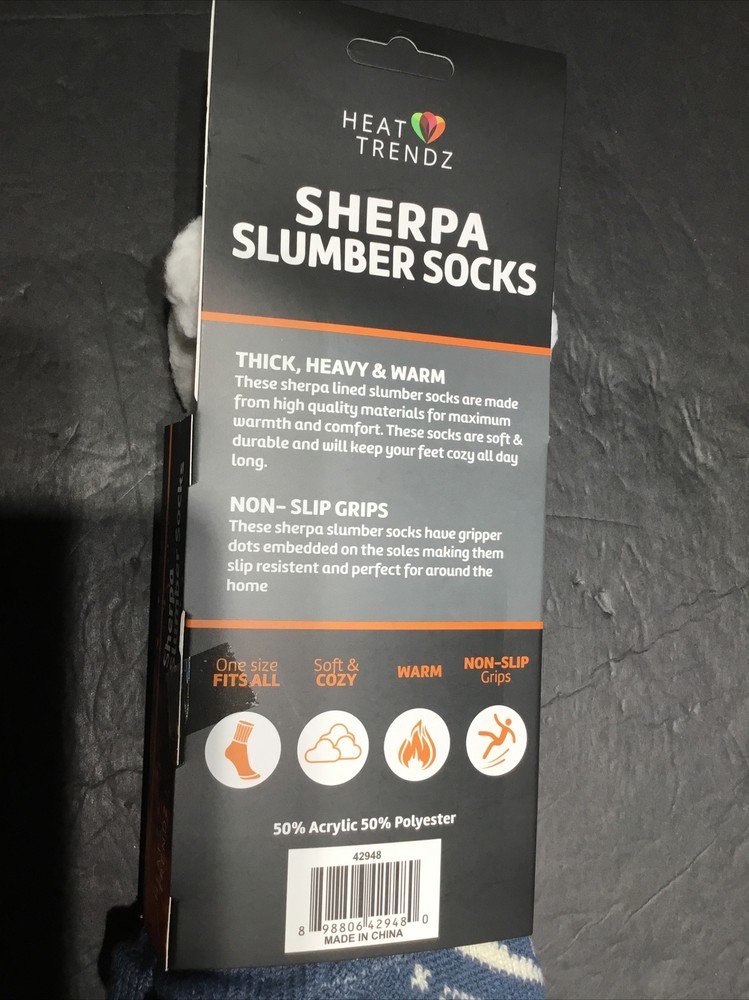 HEAT
TRENDZ
SHERPA
SLUMBER SOCKS
THICK, HEAVY & WARM
These sherpa lined slumber socks are made
from high quality materials for maximum
warmth and comfort. These socks are soft &
durable and will keep your feet cozy all day
long.
NON– SLIP GRIPS
These sherpa slumber socks have gripper
dots embedded on the soles making them
slip resistent and perfect for around the
home
One size
FITS ALL
Soft &
COZY
WARM
NON–SLIP
Grips
50% Acrylic 50% Polyester
42948
8 98806 42948 0
MADE IN CHINA
Sherpa
Slumber Socks